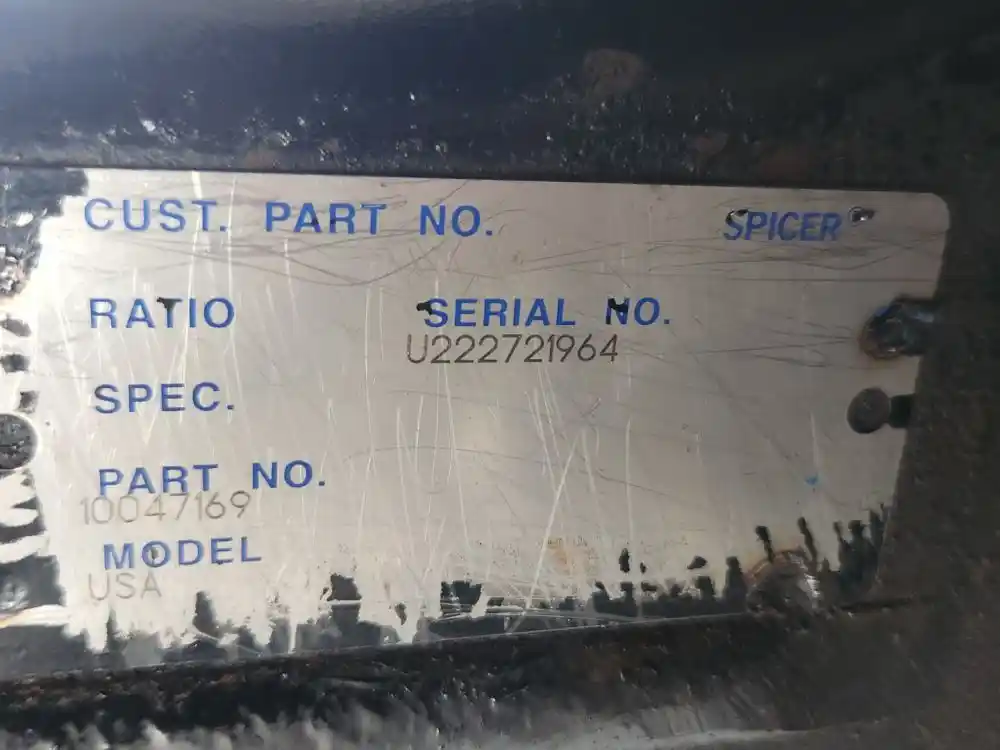 CUST. PART NO. SPICER
RATIO SERIAL NO.
U222721964
SPEC.
PART NO.
10047169
MODEL
USA